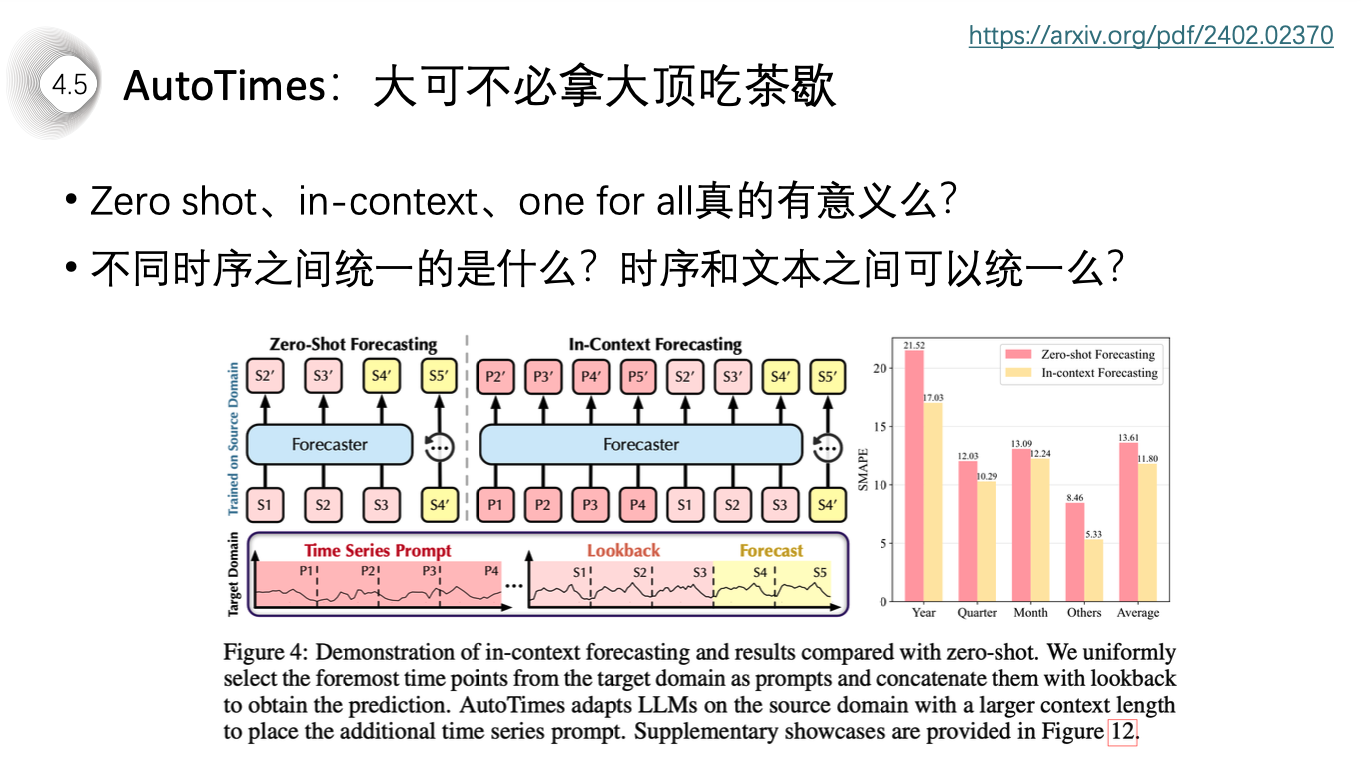 https://arxiv.org/pdf/2402.02370
4.5
AutoTimes：大可不必拿大顶吃茶歇
• Zero shot、in-context、one for all真的有意义么？
• 不同时序之间统一的是什么？时序和文本之间可以统一么？
Zero-Shot Forecasting
In-Context Forecasting
Trained on Source Domain
S2′ S3′ S4′ S5′
P2′ P3′ P4′ P5′ S2′ S3′ S4′ S5′
Forecaster
...
Forecaster
...
S1 S2 S3 S4′
P1 P2 P3 P4 S1 S2 S3 S4′
Target Domain
Time Series Prompt
Lookback
Forecast
P1 P2 P3 P4 ... S1 S2 S3 S4 S5
SMAPE
20
15
10
5
0
Zero-shot Forecasting
In-context Forecasting
21.52
17.03
12.03
10.29
13.09
12.24
8.46
5.33
13.61
11.80
Year Quarter Month Others Average
Figure 4: Demonstration of in-context forecasting and results compared with zero-shot. We uniformly
select the foremost time points from the target domain as prompts and concatenate them with lookback
to obtain the prediction. AutoTimes adapts LLMs on the source domain with a larger context length
to place the additional time series prompt. Supplementary showcases are provided in Figure 12.